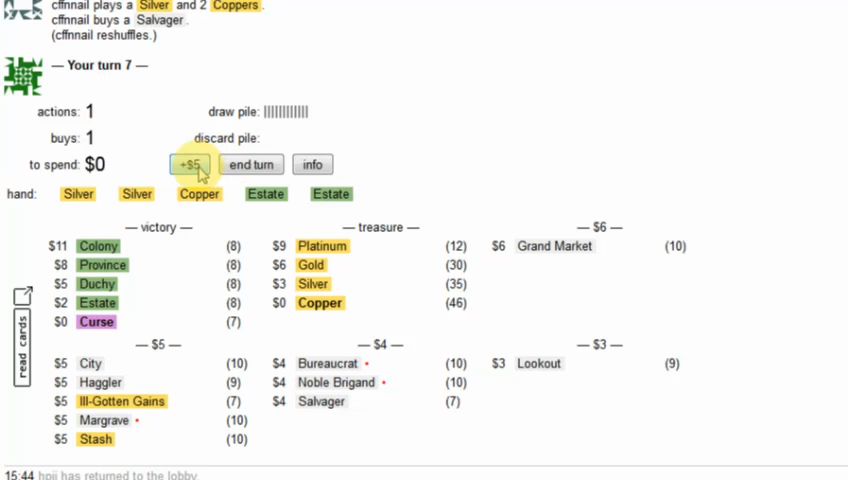 cffnnail plays a Silver and 2 Coppers.
cffnnail buys a Salvager.
(cffnnail reshuffles.)
— Your turn 7 —
actions: 1 draw pile:
buys: 1 discard pile:
to spend: $0 +$5 end turn info
hand: Silver Silver Copper Estate Estate
— victory — — treasure — — $6 —
$11 Colony (8) $9 Platinum (12) $6 Grand Market (10)
$8 Province (8) $6 Gold (30)
$5 Duchy (8) $3 Silver (35)
$2 Estate (8) $0 Copper (46)
$0 Curse (7)
read cards
— $5 — — $4 — — $3 —
$5 City (10) $4 Bureaucrat • (10) $3 Lookout (9)
$5 Haggler (9) $4 Noble Brigand • (10)
$5 Ill-Gotten Gains (7) $4 Salvager (7)
$5 Margrave • (10)
$5 Stash (10)
15:44 hpii has returned to the lobby.